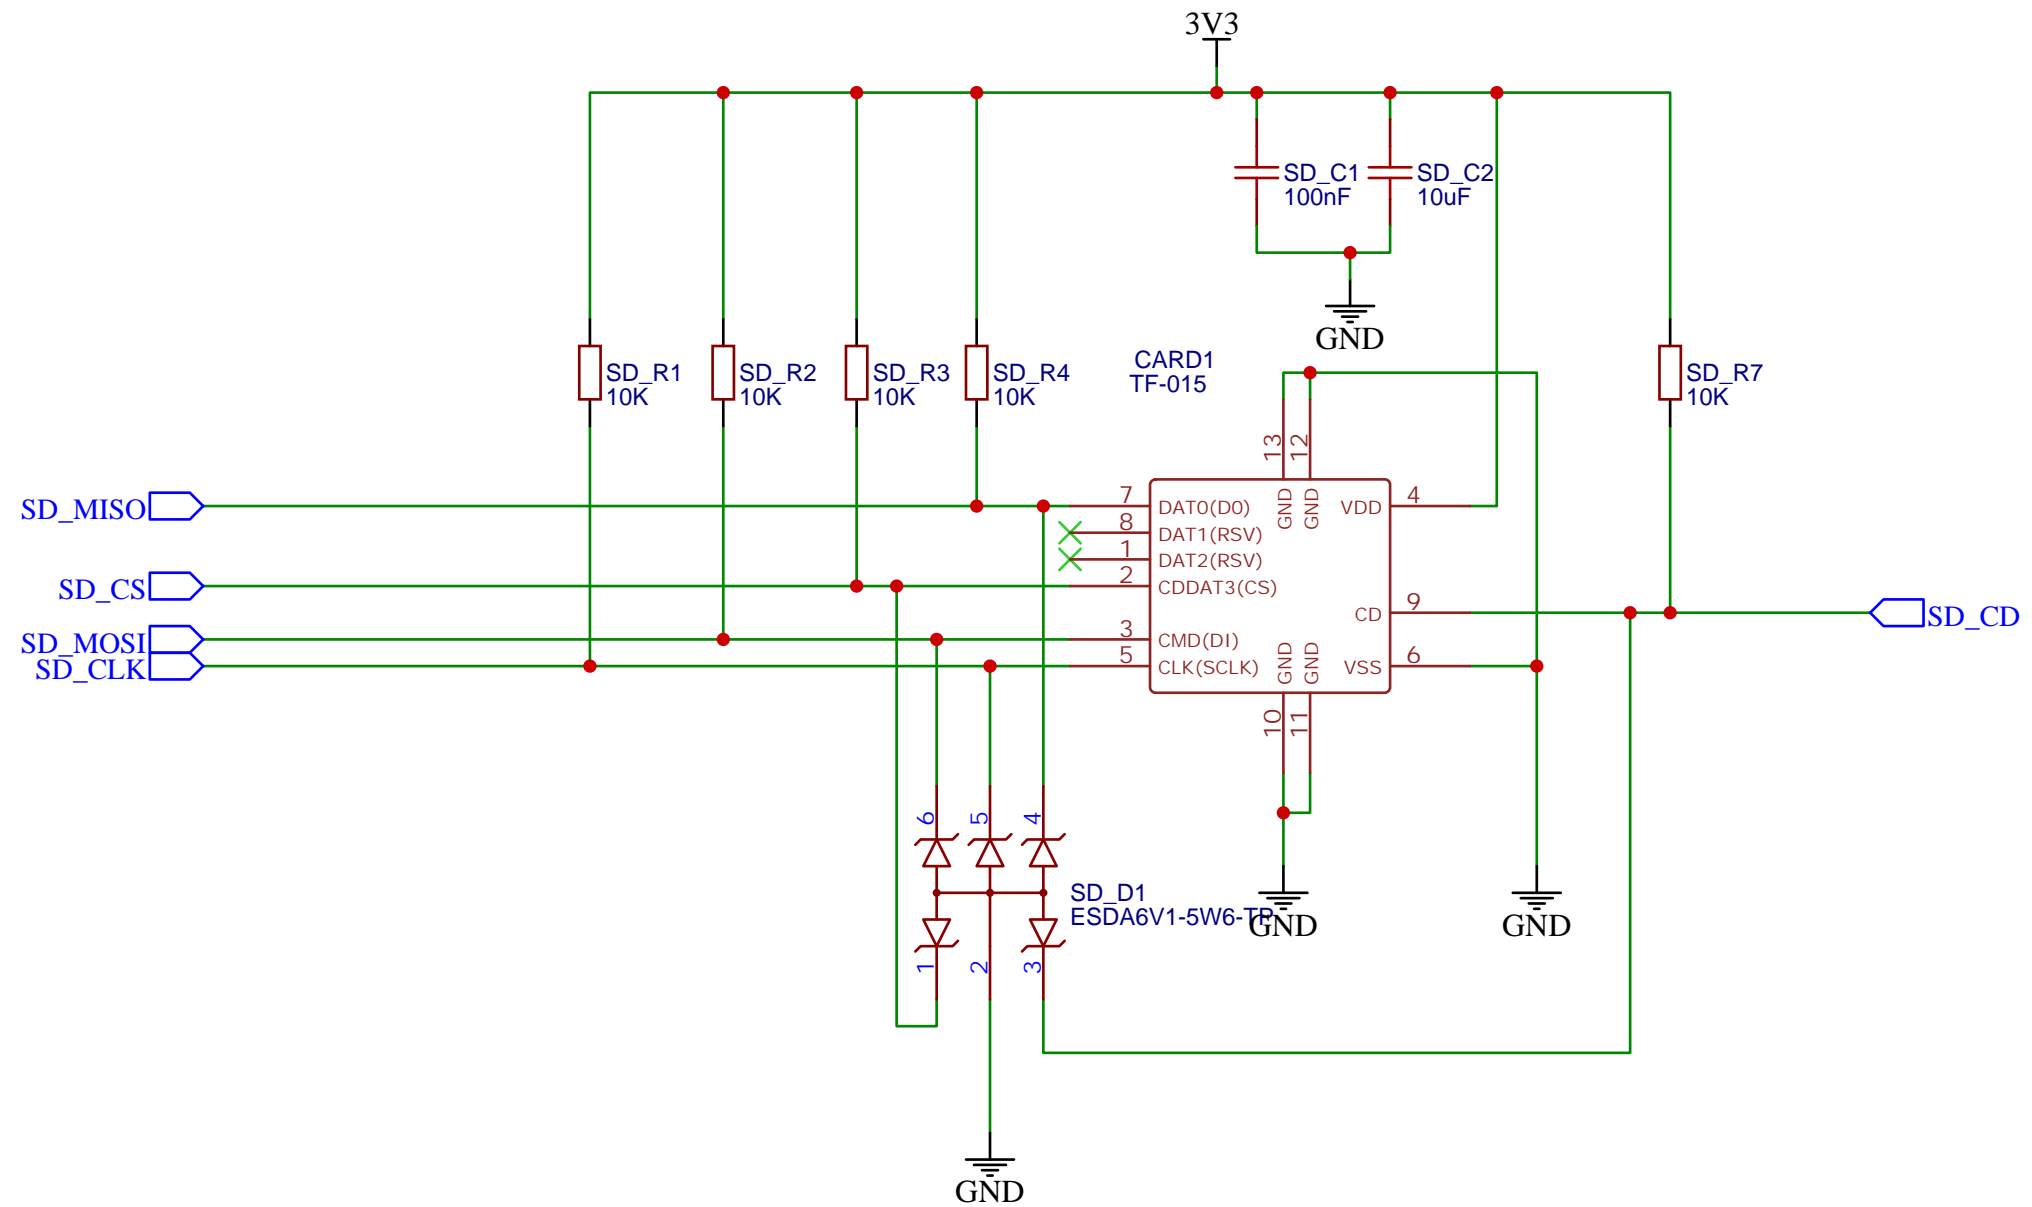 3V3
SD_C1
100nF
SD_C2
10uF
GND
SD_R1
10K
SD_R2
10K
SD_R3
10K
SD_R4
10K
CARD1
TF-015
SD_R7
10K
13
12
SD_MISO
7
DAT0(D0)
GND
GND
VDD
4
8
DAT1(RSV)
1
DAT2(RSV)
SD_CS
2
CDDAT3(CS)
CD
9
SD_CD
SD_MOSI
3
CMD(DI)
SD_CLK
5
CLK(SCLK)
GND
GND
VSS
6
10
11
6
5
4
SD_D1
ESDA6V1-5W6-TP
GND
GND
1
2
3
GND